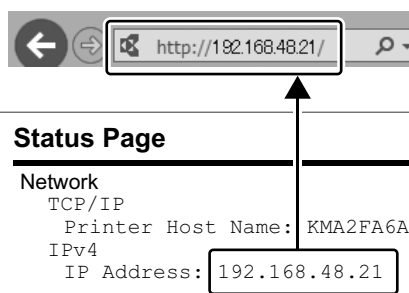 http://192.168.48.21/
Status Page
Network
TCP/IP
Printer Host Name: KMA2FA6A
IPv4
IP Address: 192.168.48.21